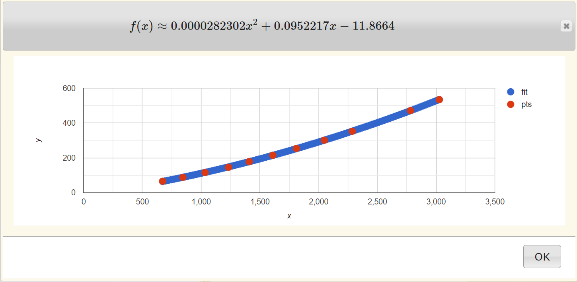 f(x) ≈ 0.0000282302x² + 0.0952217x − 11.8664
600
fit
pts
400
y
200
0
0 500 1,000 1,500 2,000 2,500 3,000 3,500
x
OK